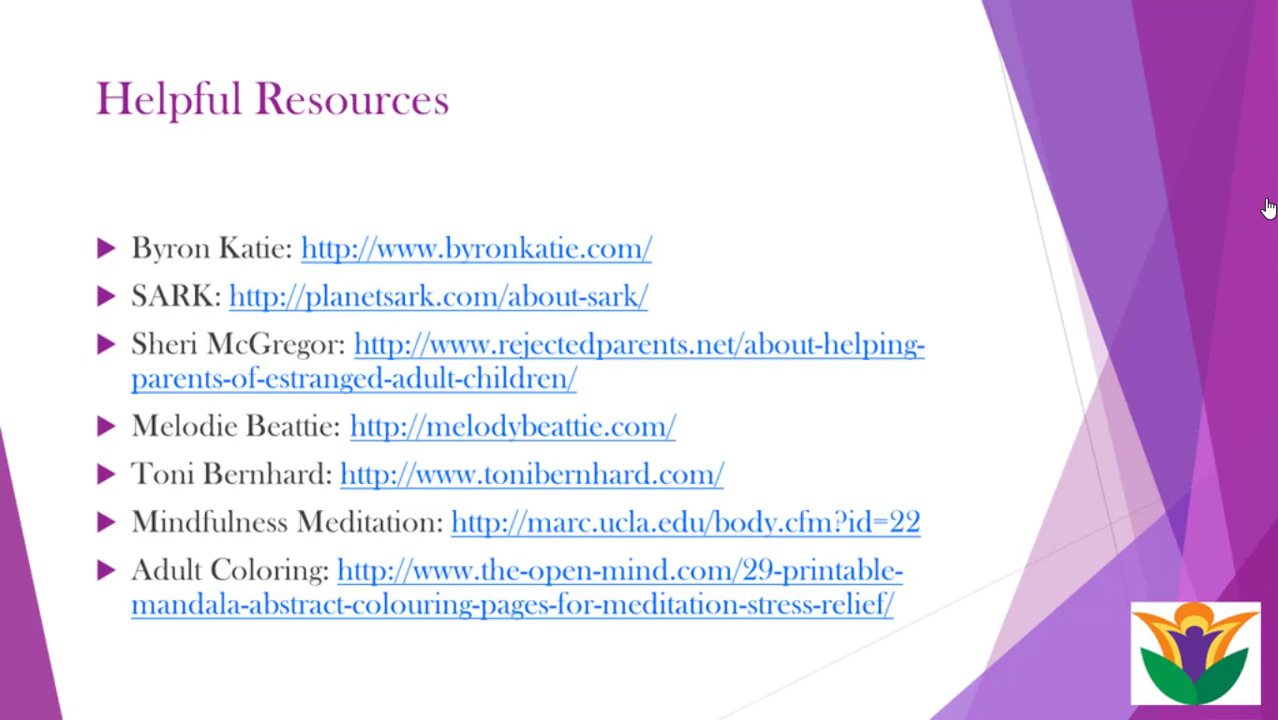 Helpful Resources
Byron Katie: http://www.byronkatie.com/
SARK: http://planetsark.com/about-sark/
Sheri McGregor: http://www.rejectedparents.net/about-helping-
parents-of-estranged-adult-children/
Melodie Beattie: http://melodybeattie.com/
Toni Bernhard: http://www.tonibernhard.com/
Mindfulness Meditation: http://marc.ucla.edu/body.cfm?id=22
Adult Coloring: http://www.the-open-mind.com/29-printable-
mandala-abstract-colouring-pages-for-meditation-stress-relief/